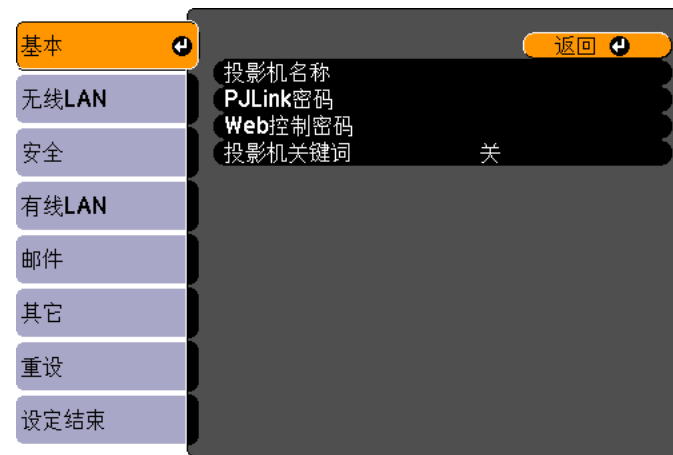 基本
无线LAN
安全
有线LAN
邮件
其它
重设
设定结束
返回
投影机名称
PJLink密码
Web控制密码
投影机关键词 关